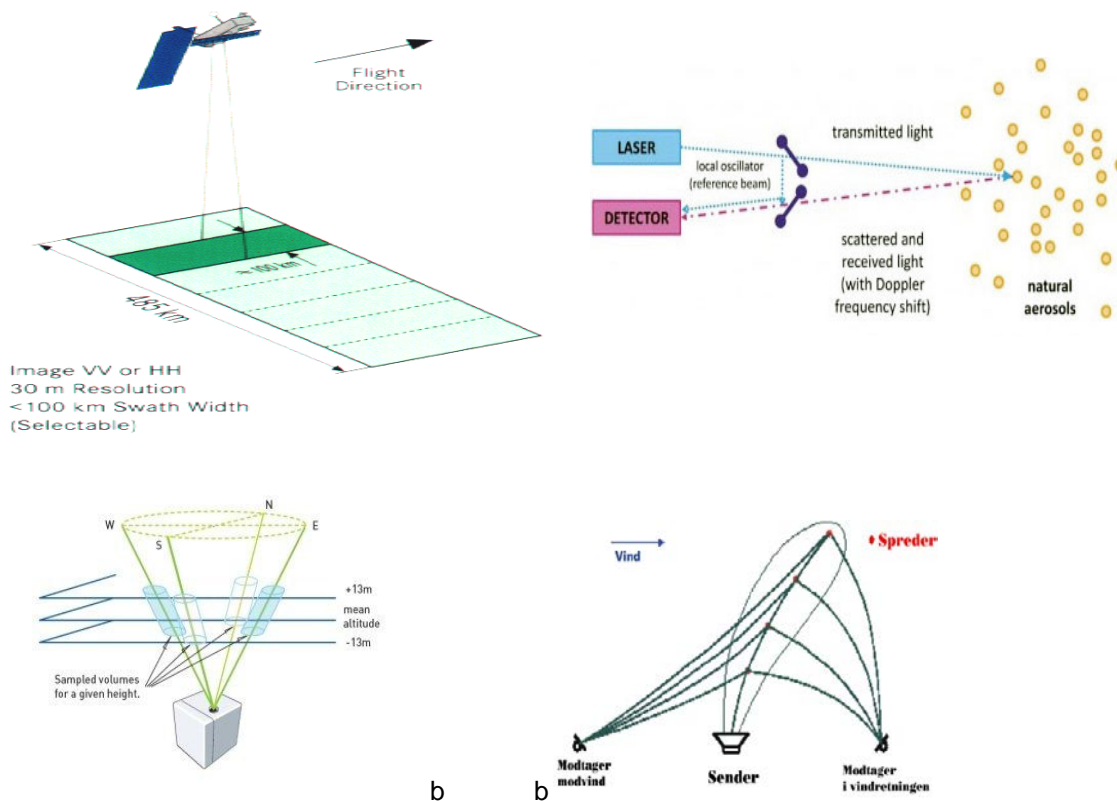 Flight
Direction
≈100 km
485 km
Image VV or HH
30 m Resolution
<100 km Swath Width
(Selectable)
LASER
DETECTOR
local oscillator
(reference beam)
transmitted light
scattered and
received light
(with Doppler
frequency shift)
natural
aerosols
N
W
E
S
+13m
mean
altitude
-13m
Sampled volumes
for a given height.
Vind
Spreder
Modtager
modvind
Sender
Modtager
i vindretningen
b b